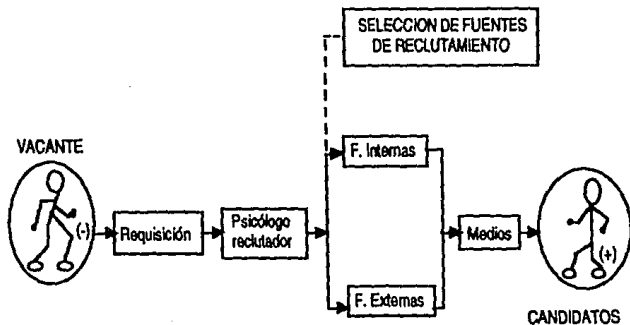 SELECCION DE FUENTES
DE RECLUTAMIENTO
VACANTE
(-)
Requisición
Psicólogo
reclutador
F. Internas
F. Externas
Medios
(+)
CANDIDATOS